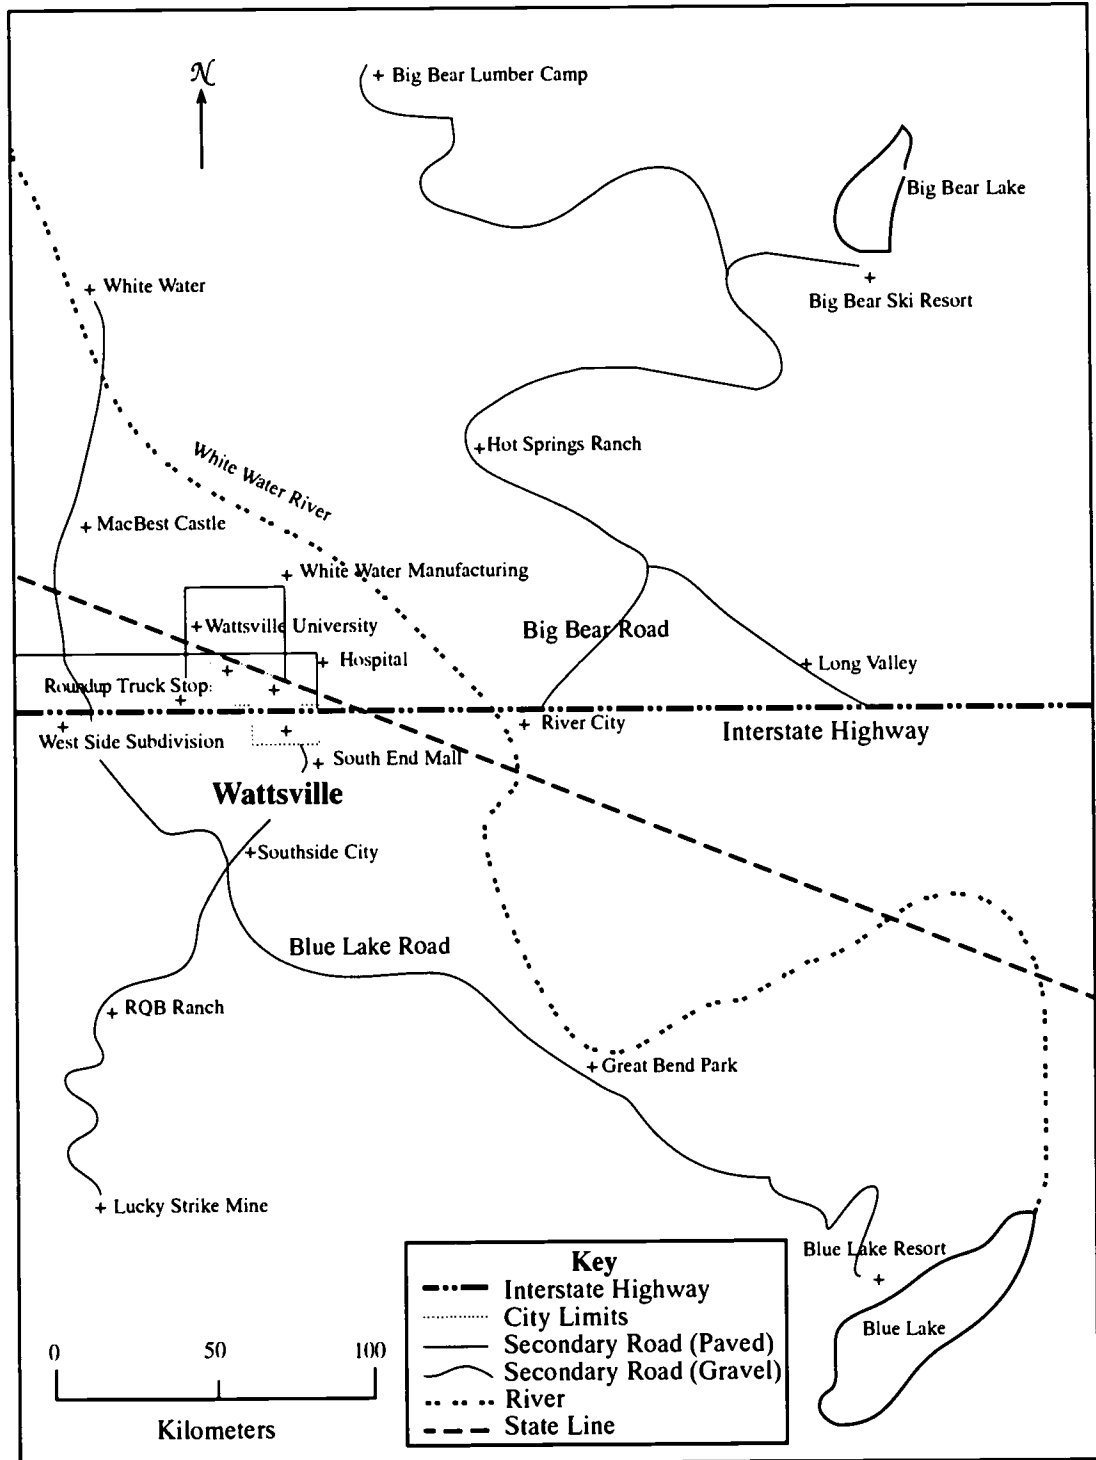 N
Big Bear Lumber Camp
Big Bear Lake
White Water
Big Bear Ski Resort
Hot Springs Ranch
White Water River
MacBest Castle
White Water Manufacturing
Wattsville University
Big Bear Road
Hospital
Long Valley
Roundup Truck Stop
River City
West Side Subdivision
Interstate Highway
South End Mall
Wattsville
Southside City
Blue Lake Road
RQB Ranch
Great Bend Park
Lucky Strike Mine
Blue Lake Resort
Blue Lake
Key
Interstate Highway
City Limits
Secondary Road (Paved)
Secondary Road (Gravel)
River
State Line
0 50 100
Kilometers